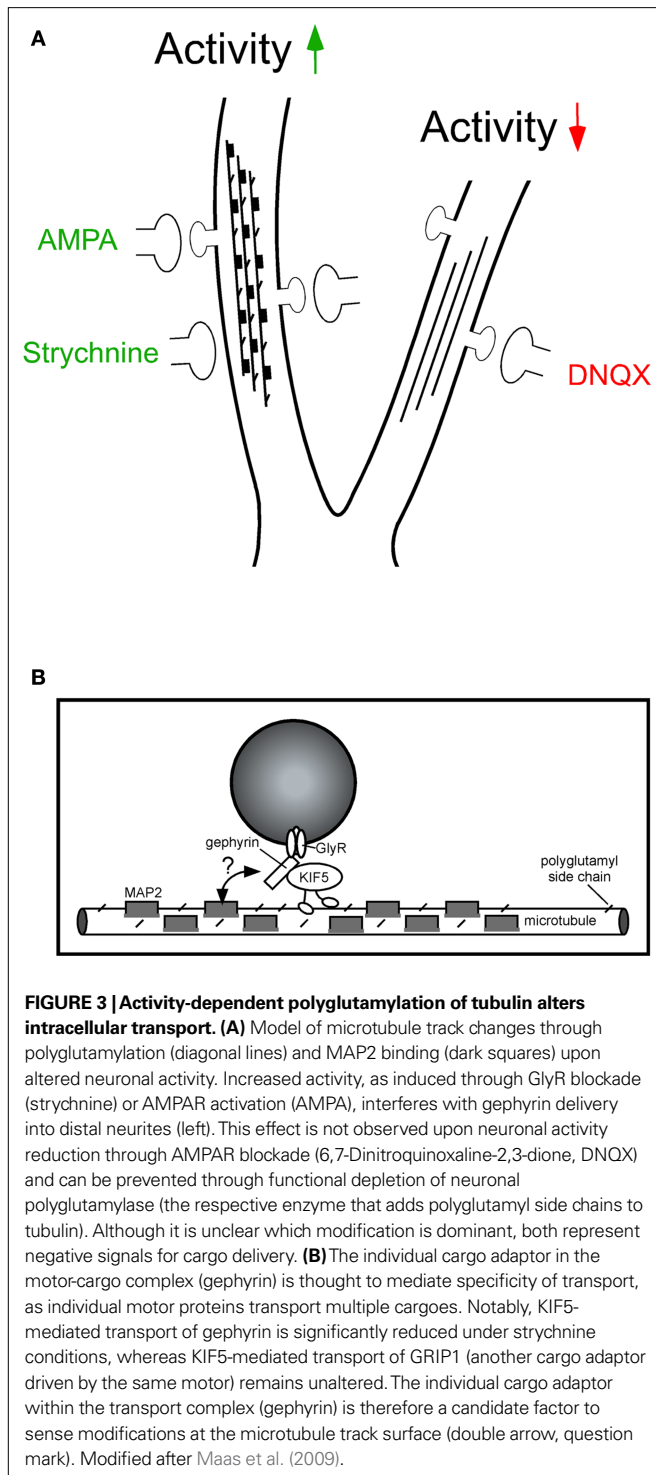 A
Activity
Activity
AMPA
Strychnine
DNQX
B
gephyrin
GlyR
?
KIF5
polyglutamyl
side chain
MAP2
microtubule
FIGURE 3 | Activity-dependent polyglutamylation of tubulin alters
intracellular transport. (A) Model of microtubule track changes through
polyglutamylation (diagonal lines) and MAP2 binding (dark squares) upon
altered neuronal activity. Increased activity, as induced through GlyR blockade
(strychnine) or AMPAR activation (AMPA), interferes with gephyrin delivery
into distal neurites (left). This effect is not observed upon neuronal activity
reduction through AMPAR blockade (6,7-Dinitroquinoxaline-2,3-dione, DNQX)
and can be prevented through functional depletion of neuronal
polyglutamylase (the respective enzyme that adds polyglutamyl side chains to
tubulin). Although it is unclear which modification is dominant, both represent
negative signals for cargo delivery. (B) The individual cargo adaptor in the
motor-cargo complex (gephyrin) is thought to mediate specificity of transport,
as individual motor proteins transport multiple cargoes. Notably, KIF5-
mediated transport of gephyrin is significantly reduced under strychnine
conditions, whereas KIF5-mediated transport of GRIP1 (another cargo adaptor
driven by the same motor) remains unaltered. The individual cargo adaptor
within the transport complex (gephyrin) is therefore a candidate factor to
sense modifications at the microtubule track surface (double arrow, question
mark). Modified after Maas et al. (2009).